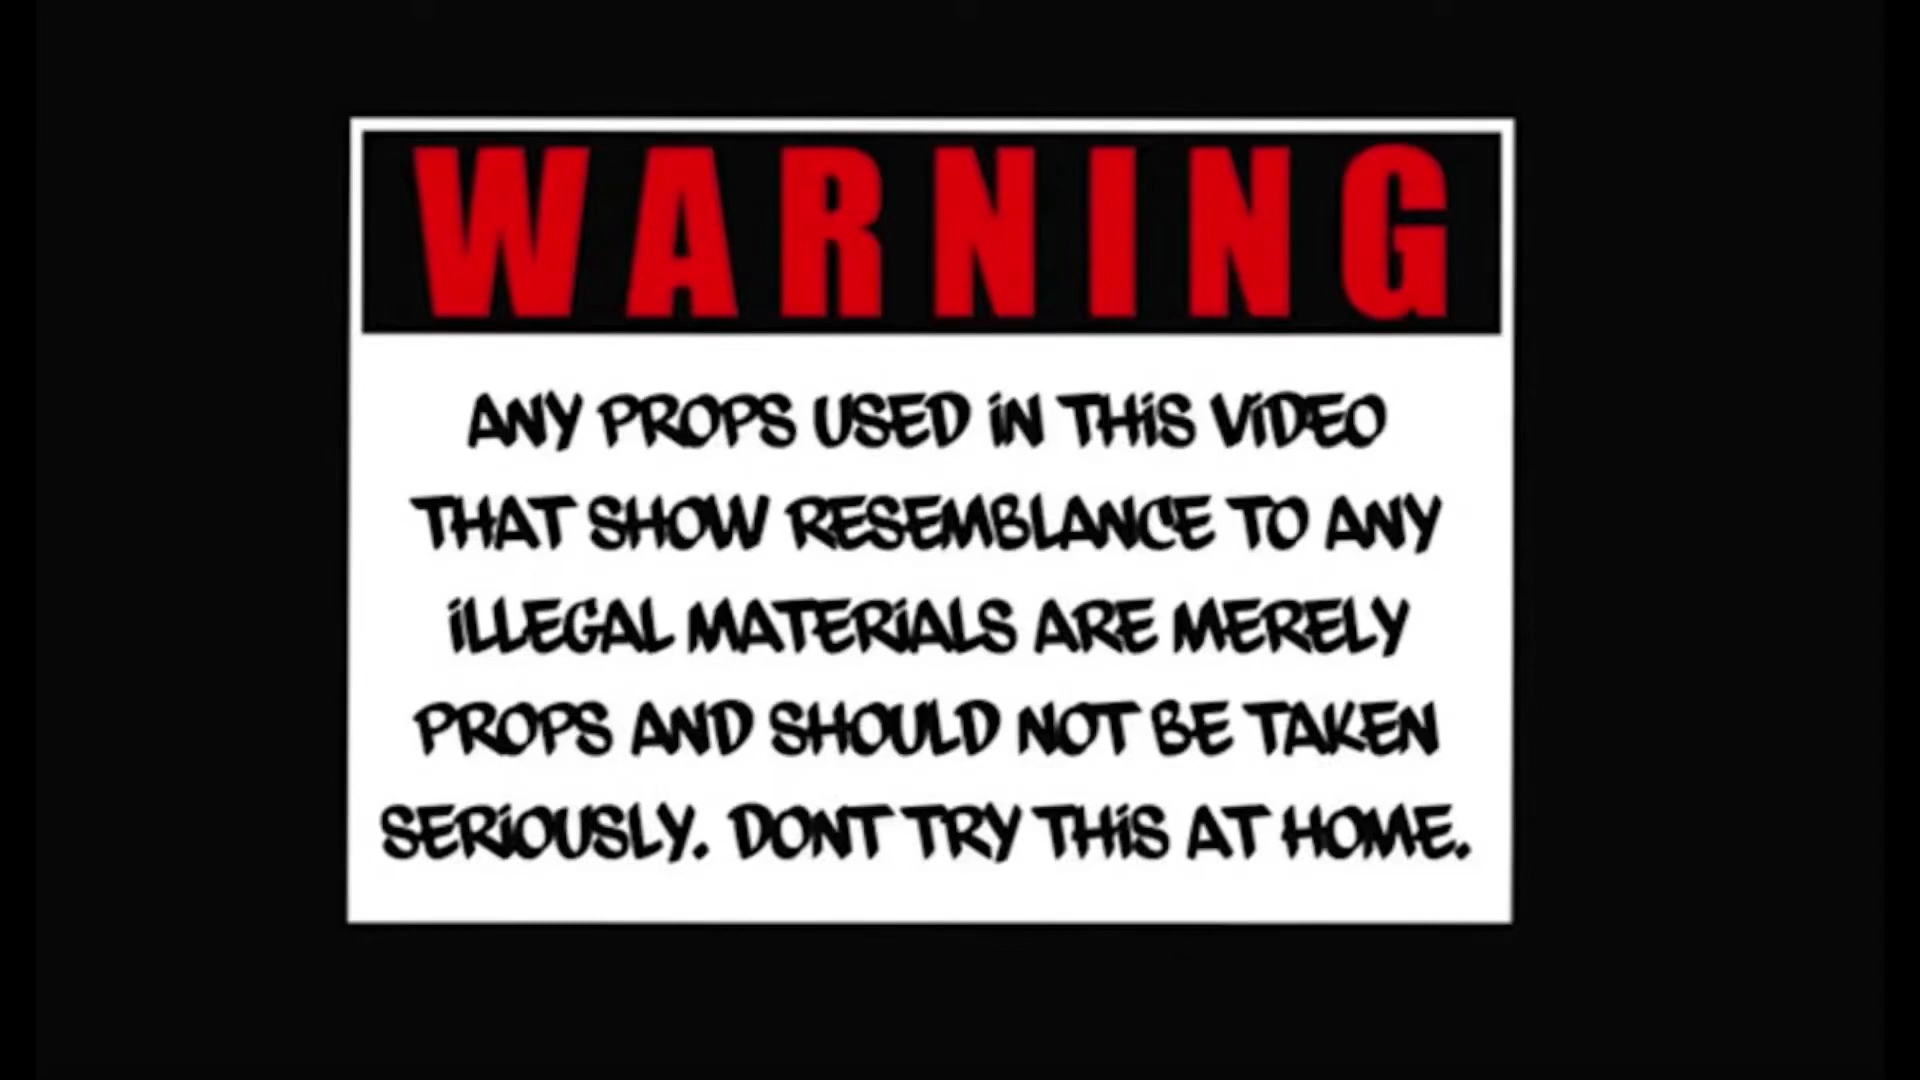 WARNING
ANY PROPS USED iN THiS ViDEO
THAT SHOW RESEMBLANCE TO ANY
iLLEGAL MATERiALS ARE MERELY
PROPS AND SHOULD NOT BE TAKEN
SERiOUSLY. DONT TRY THiS AT HOME.